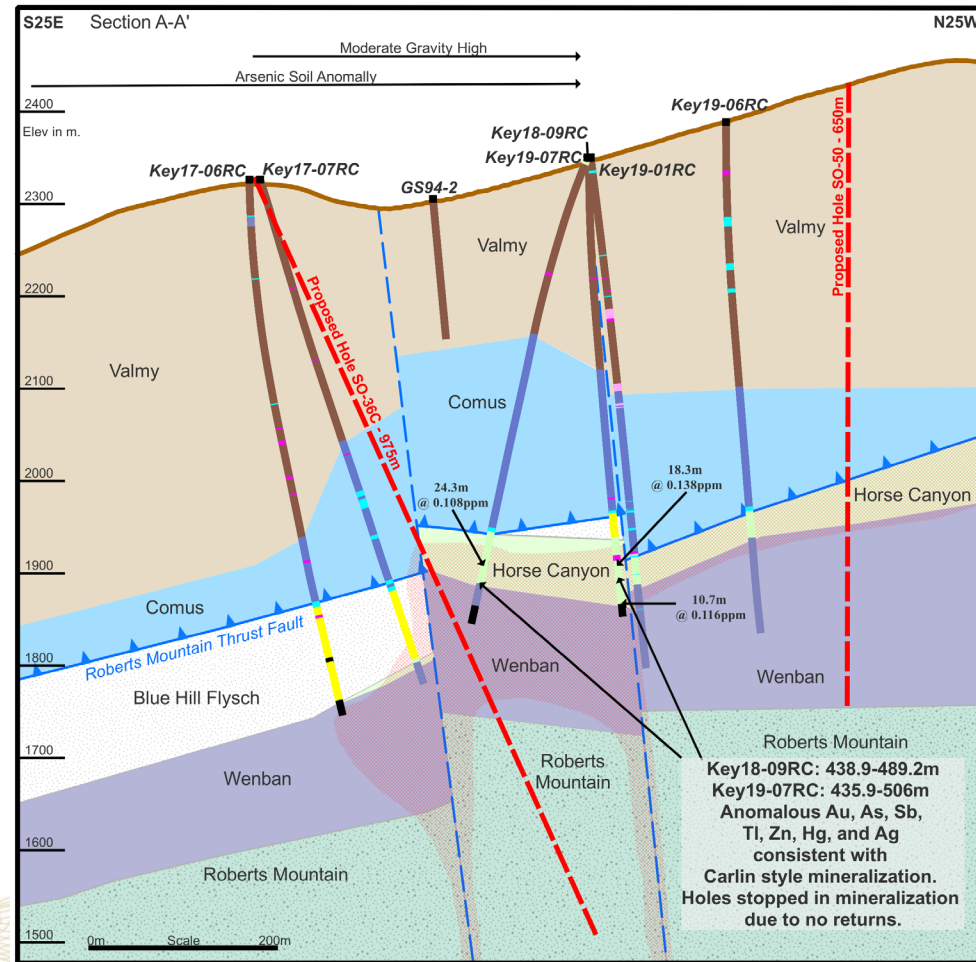 S25E
Section A-A'
N25W
Moderate Gravity High
Arsenic Soil Anomally
2400
Elev in m.
2300
2200
2100
2000
1900
1800
1700
1600
1500
Key17-06RC
Key17-07RC
GS94-2
Key18-09RC
Key19-07RC
Key19-01RC
Key19-06RC
Proposed Hole SO-50 - 650m
Proposed Hole SO-36C - 975m
Valmy
Valmy
Valmy
Comus
Comus
24.3m
@ 0.108ppm
18.3m
@ 0.138ppm
Horse Canyon
Horse Canyon
10.7m
@ 0.116ppm
Roberts Mountain Thrust Fault
Blue Hill Flysch
Wenban
Wenban
Wenban
Roberts
Mountain
Roberts Mountain
Roberts Mountain
Key18-09RC: 438.9-489.2m
Key19-07RC: 435.9-506m
Anomalous Au, As, Sb,
Tl, Zn, Hg, and Ag
consistent with
Carlin style mineralization.
Holes stopped in mineralization
due to no returns.
0m Scale 200m